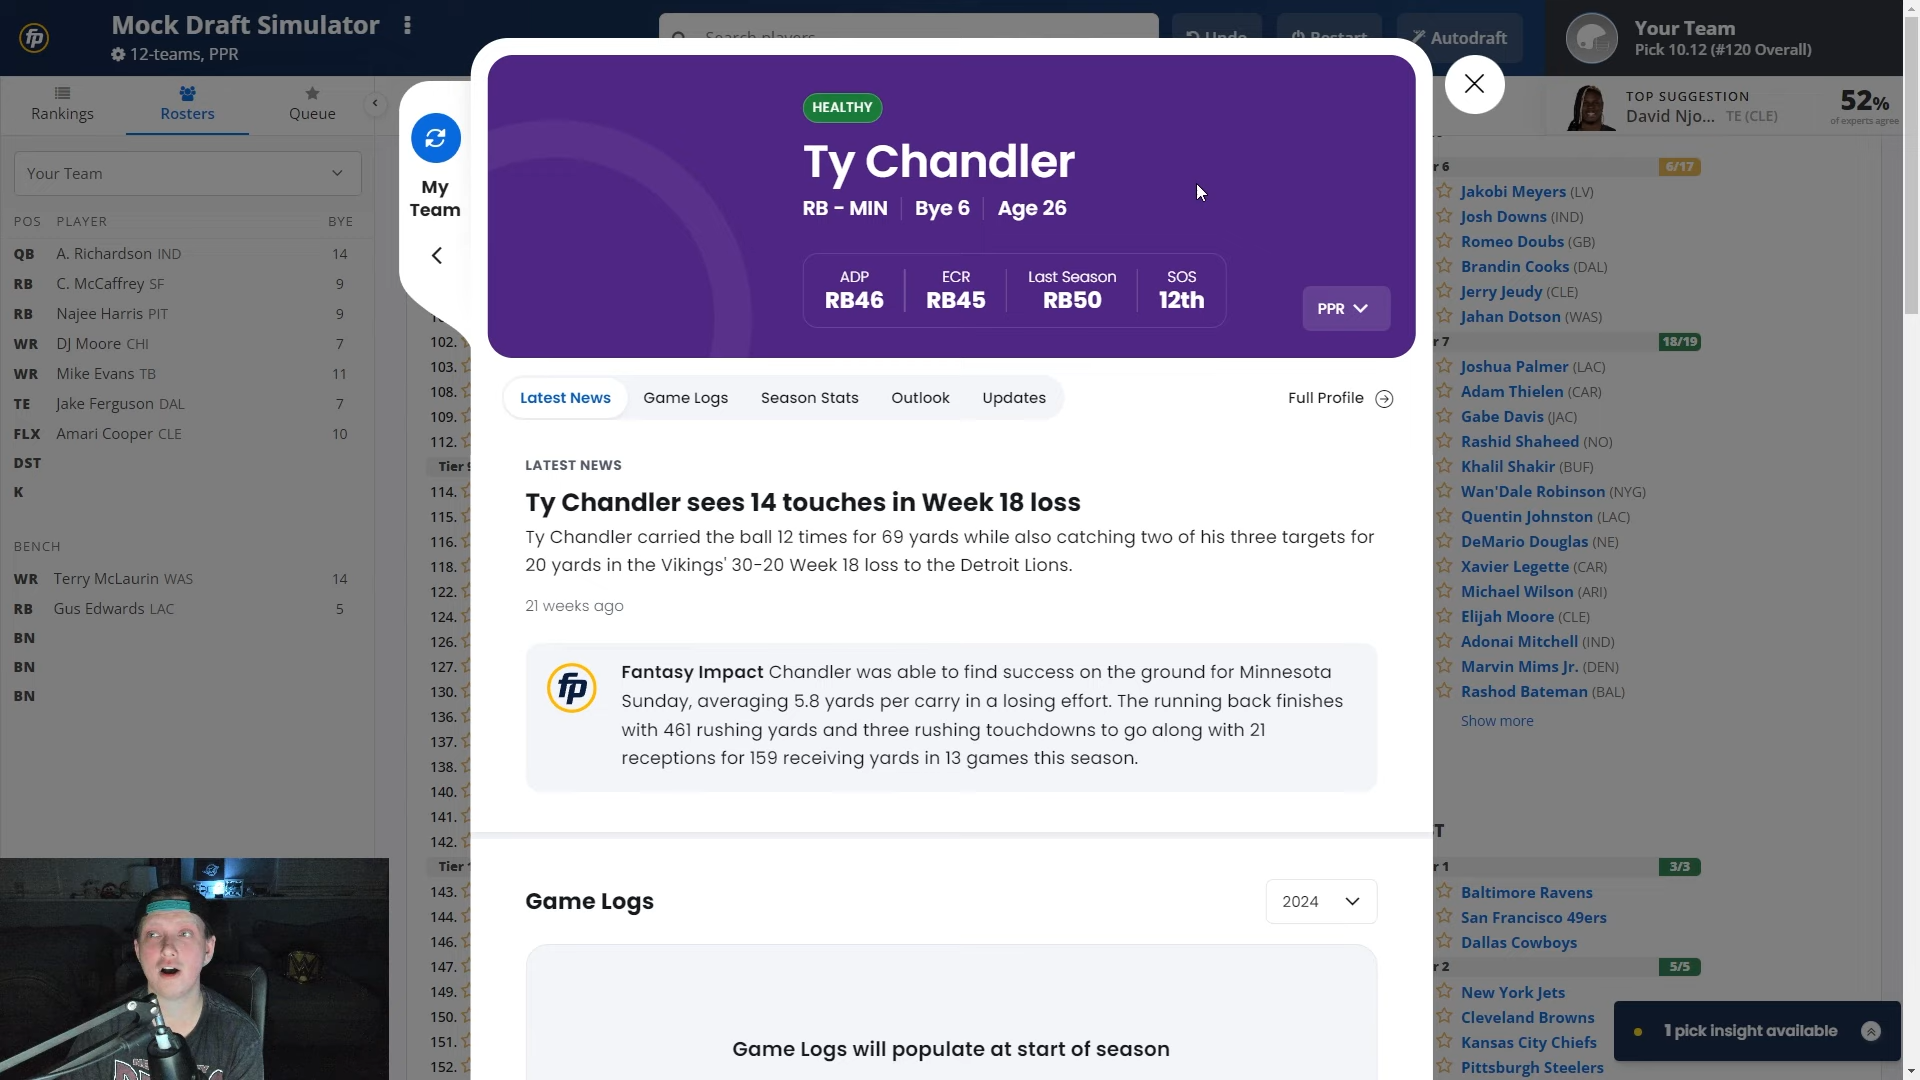 fp
Mock Draft Simulator
12-teams, PPR
Search players
Undo
Restart
Autodraft
Your Team
Pick 10.12 (#120 Overall)
Rankings
Rosters
Queue
TOP SUGGESTION
David Njo... TE (CLE)
52%
of experts agree
Your Team
POS PLAYER BYE
QB A. Richardson IND 14
RB C. McCaffrey SF 9
RB Najee Harris PIT 9
WR DJ Moore CHI 7
WR Mike Evans TB 11
TE Jake Ferguson DAL 7
FLX Amari Cooper CLE 10
DST
K
BENCH
WR Terry McLaurin WAS 14
RB Gus Edwards LAC 5
BN
BN
BN
My
Team
102.
103.
108.
109.
112.
Tier 9
114.
115.
116.
118.
122.
124.
126.
127.
130.
136.
137.
138.
140.
141.
142.
Tier 1
143.
144.
146.
147.
149.
150.
151.
152.
HEALTHY
Ty Chandler
RB - MIN Bye 6 Age 26
ADP ECR Last Season SOS
RB46 RB45 RB50 12th
PPR
Latest News Game Logs Season Stats Outlook Updates
Full Profile
LATEST NEWS
Ty Chandler sees 14 touches in Week 18 loss
Ty Chandler carried the ball 12 times for 69 yards while also catching two of his three targets for
20 yards in the Vikings' 30-20 Week 18 loss to the Detroit Lions.
21 weeks ago
fp
Fantasy Impact Chandler was able to find success on the ground for Minnesota
Sunday, averaging 5.8 yards per carry in a losing effort. The running back finishes
with 461 rushing yards and three rushing touchdowns to go along with 21
receptions for 159 receiving yards in 13 games this season.
Game Logs
2024
Game Logs will populate at start of season
r 6 6/17
Jakobi Meyers (LV)
Josh Downs (IND)
Romeo Doubs (GB)
Brandin Cooks (DAL)
Jerry Jeudy (CLE)
Jahan Dotson (WAS)
r 7 18/19
Joshua Palmer (LAC)
Adam Thielen (CAR)
Gabe Davis (JAC)
Rashid Shaheed (NO)
Khalil Shakir (BUF)
Wan'Dale Robinson (NYG)
Quentin Johnston (LAC)
DeMario Douglas (NE)
Xavier Legette (CAR)
Michael Wilson (ARI)
Elijah Moore (CLE)
Adonai Mitchell (IND)
Marvin Mims Jr. (DEN)
Rashod Bateman (BAL)
Show more
T
r 1 3/3
Baltimore Ravens
San Francisco 49ers
Dallas Cowboys
r 2 5/5
New York Jets
Cleveland Browns
Kansas City Chiefs
Pittsburgh Steelers
1 pick insight available